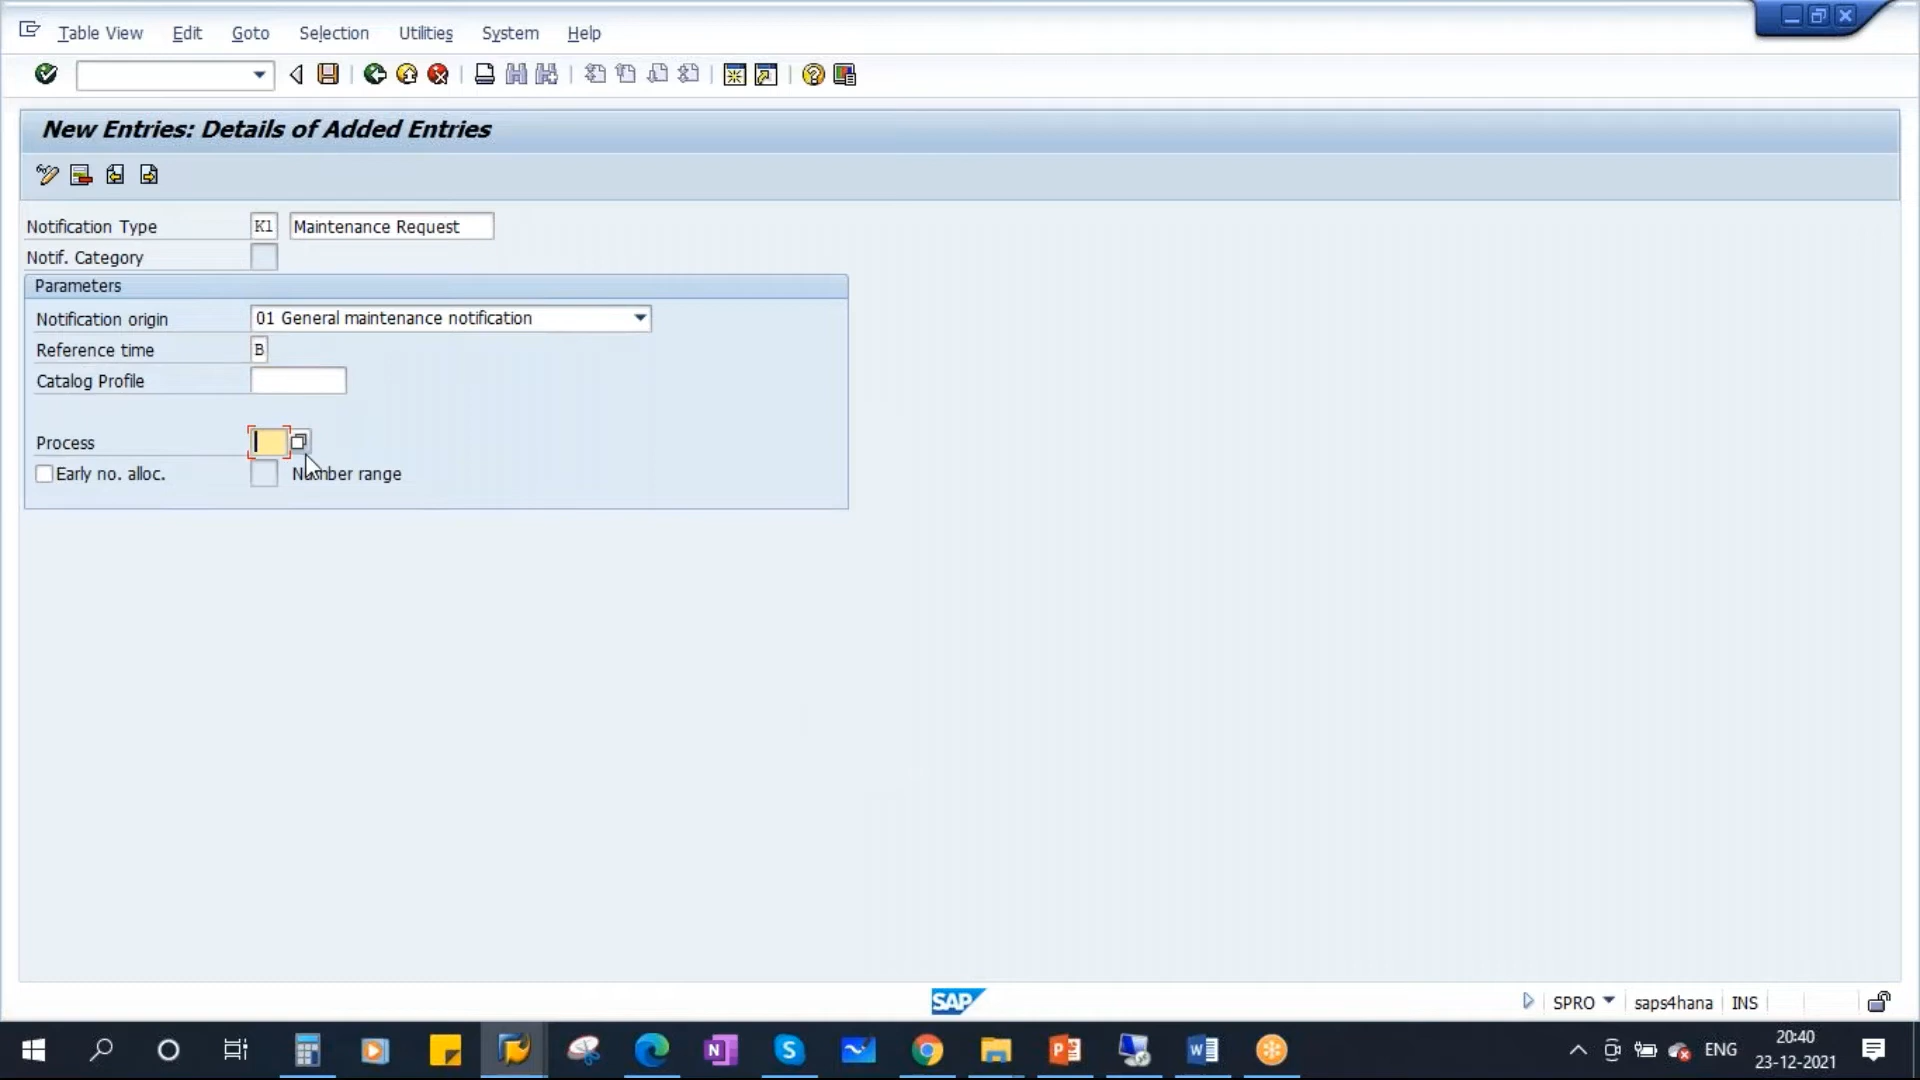 Table View Edit Goto Selection Utilities System Help
New Entries: Details of Added Entries
Notification Type K1 Maintenance Request
Notif. Category
Parameters
Notification origin 01 General maintenance notification
Reference time B
Catalog Profile
Process
Early no. alloc. Number range
SAP
SPRO saps4hana INS
ENG
20:40
23-12-2021